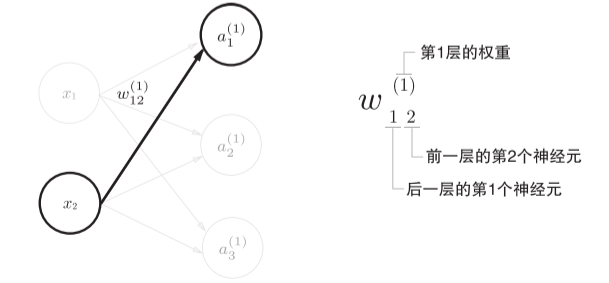 a₁⁽¹⁾
x₁
w₁₂⁽¹⁾
a₂⁽¹⁾
x₂
a₃⁽¹⁾
第1层的权重
w₁ ₂⁽¹⁾
前一层的第2个神经元
后一层的第1个神经元